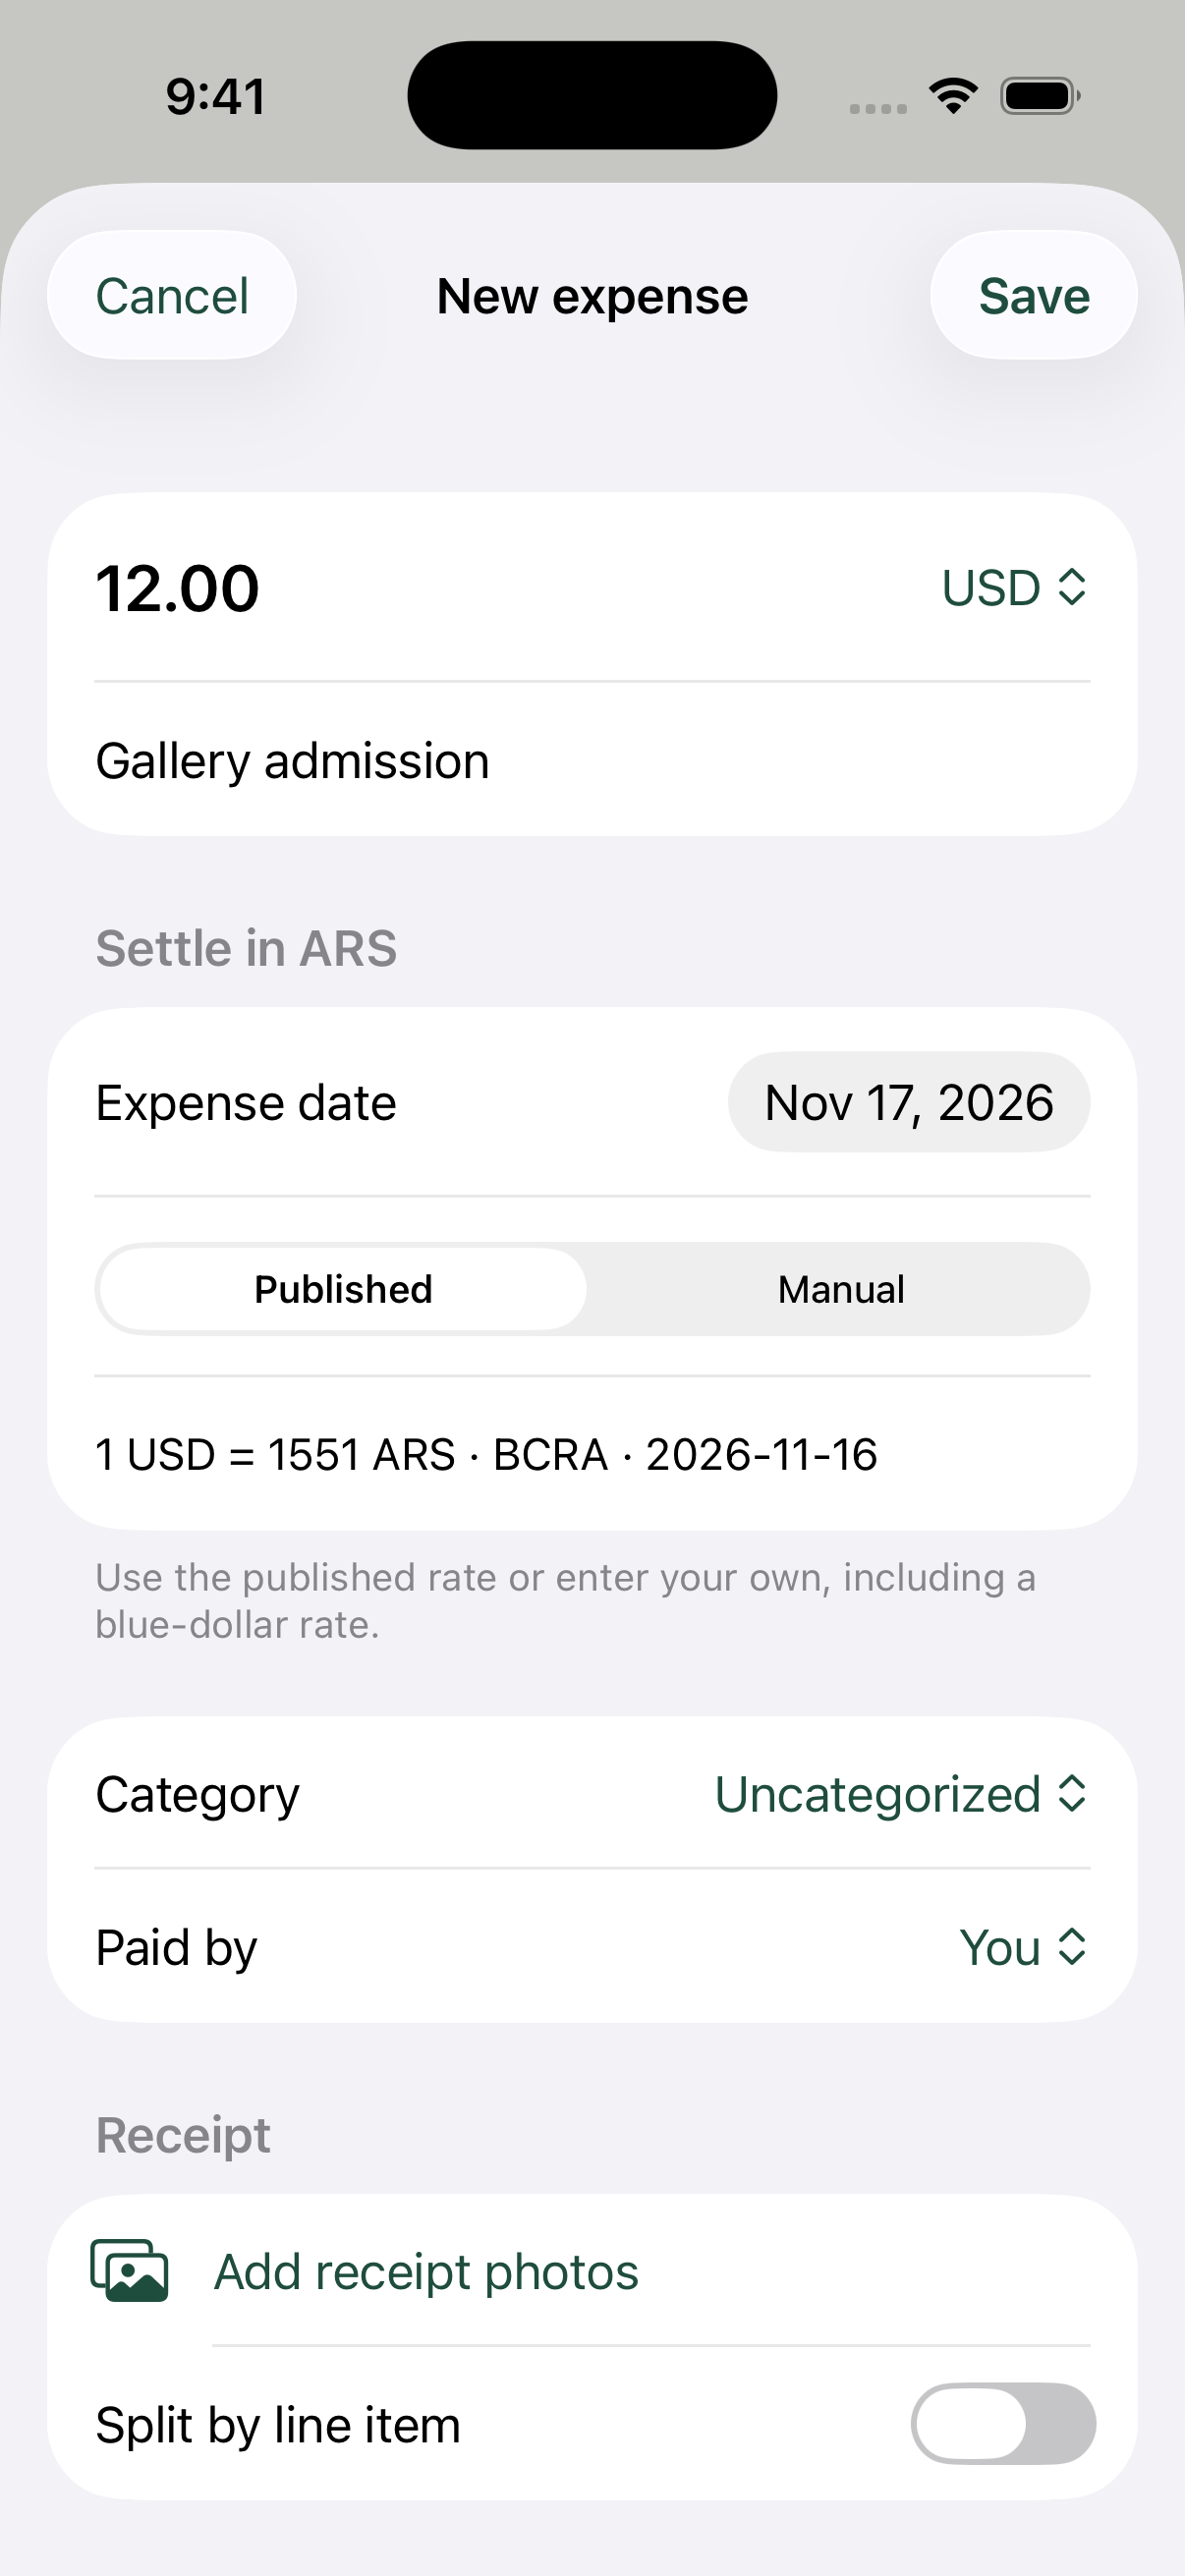 9:41
Cancel
New expense
Save
12.00
USD
Gallery admission
Settle in ARS
Expense date
Nov 17, 2026
Published
Manual
1 USD = 1551 ARS · BCRA · 2026-11-16
Use the published rate or enter your own, including a
blue-dollar rate.
Category
Uncategorized
Paid by
You
Receipt
Add receipt photos
Split by line item